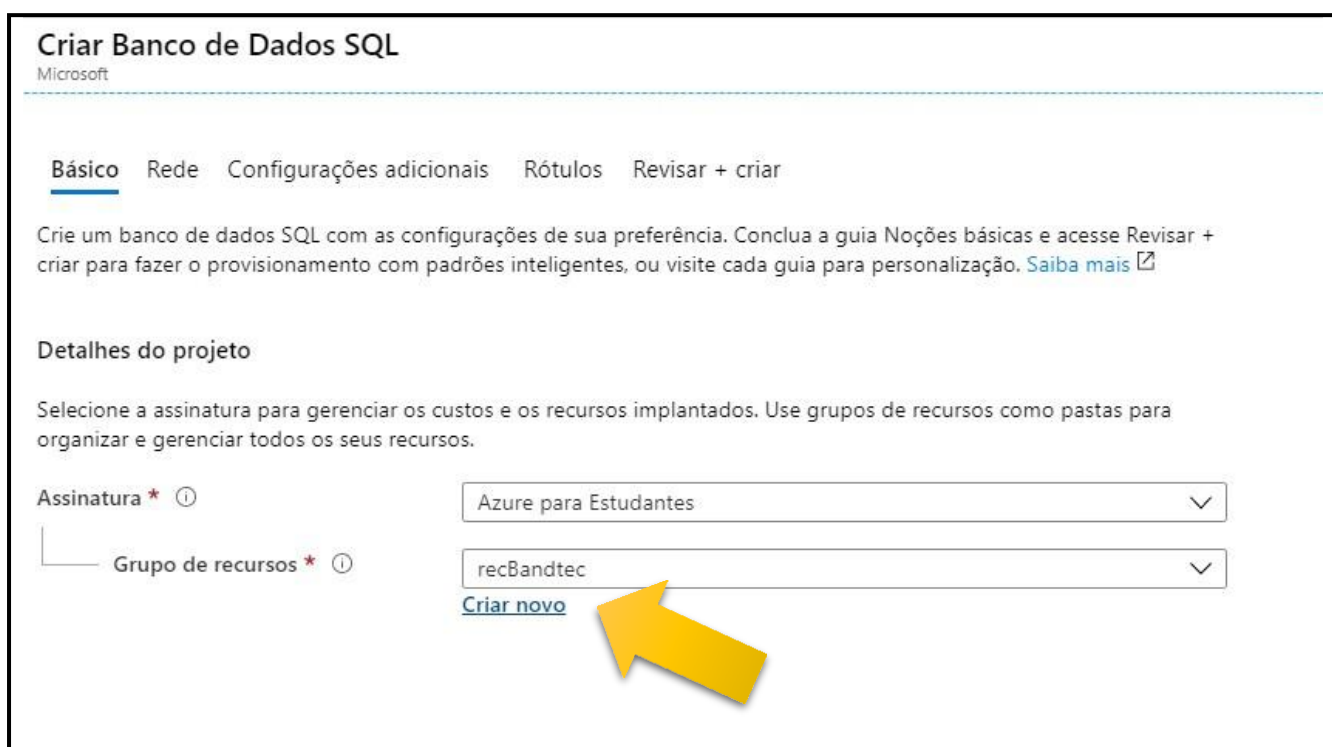 Criar Banco de Dados SQL
Microsoft
Básico Rede Configurações adicionais Rótulos Revisar + criar
Crie um banco de dados SQL com as configurações de sua preferência. Conclua a guia Noções básicas e acesse Revisar +
criar para fazer o provisionamento com padrões inteligentes, ou visite cada guia para personalização. Saiba mais
Detalhes do projeto
Selecione a assinatura para gerenciar os custos e os recursos implantados. Use grupos de recursos como pastas para
organizar e gerenciar todos os seus recursos.
Assinatura * Azure para Estudantes
Grupo de recursos * recBandtec
Criar novo